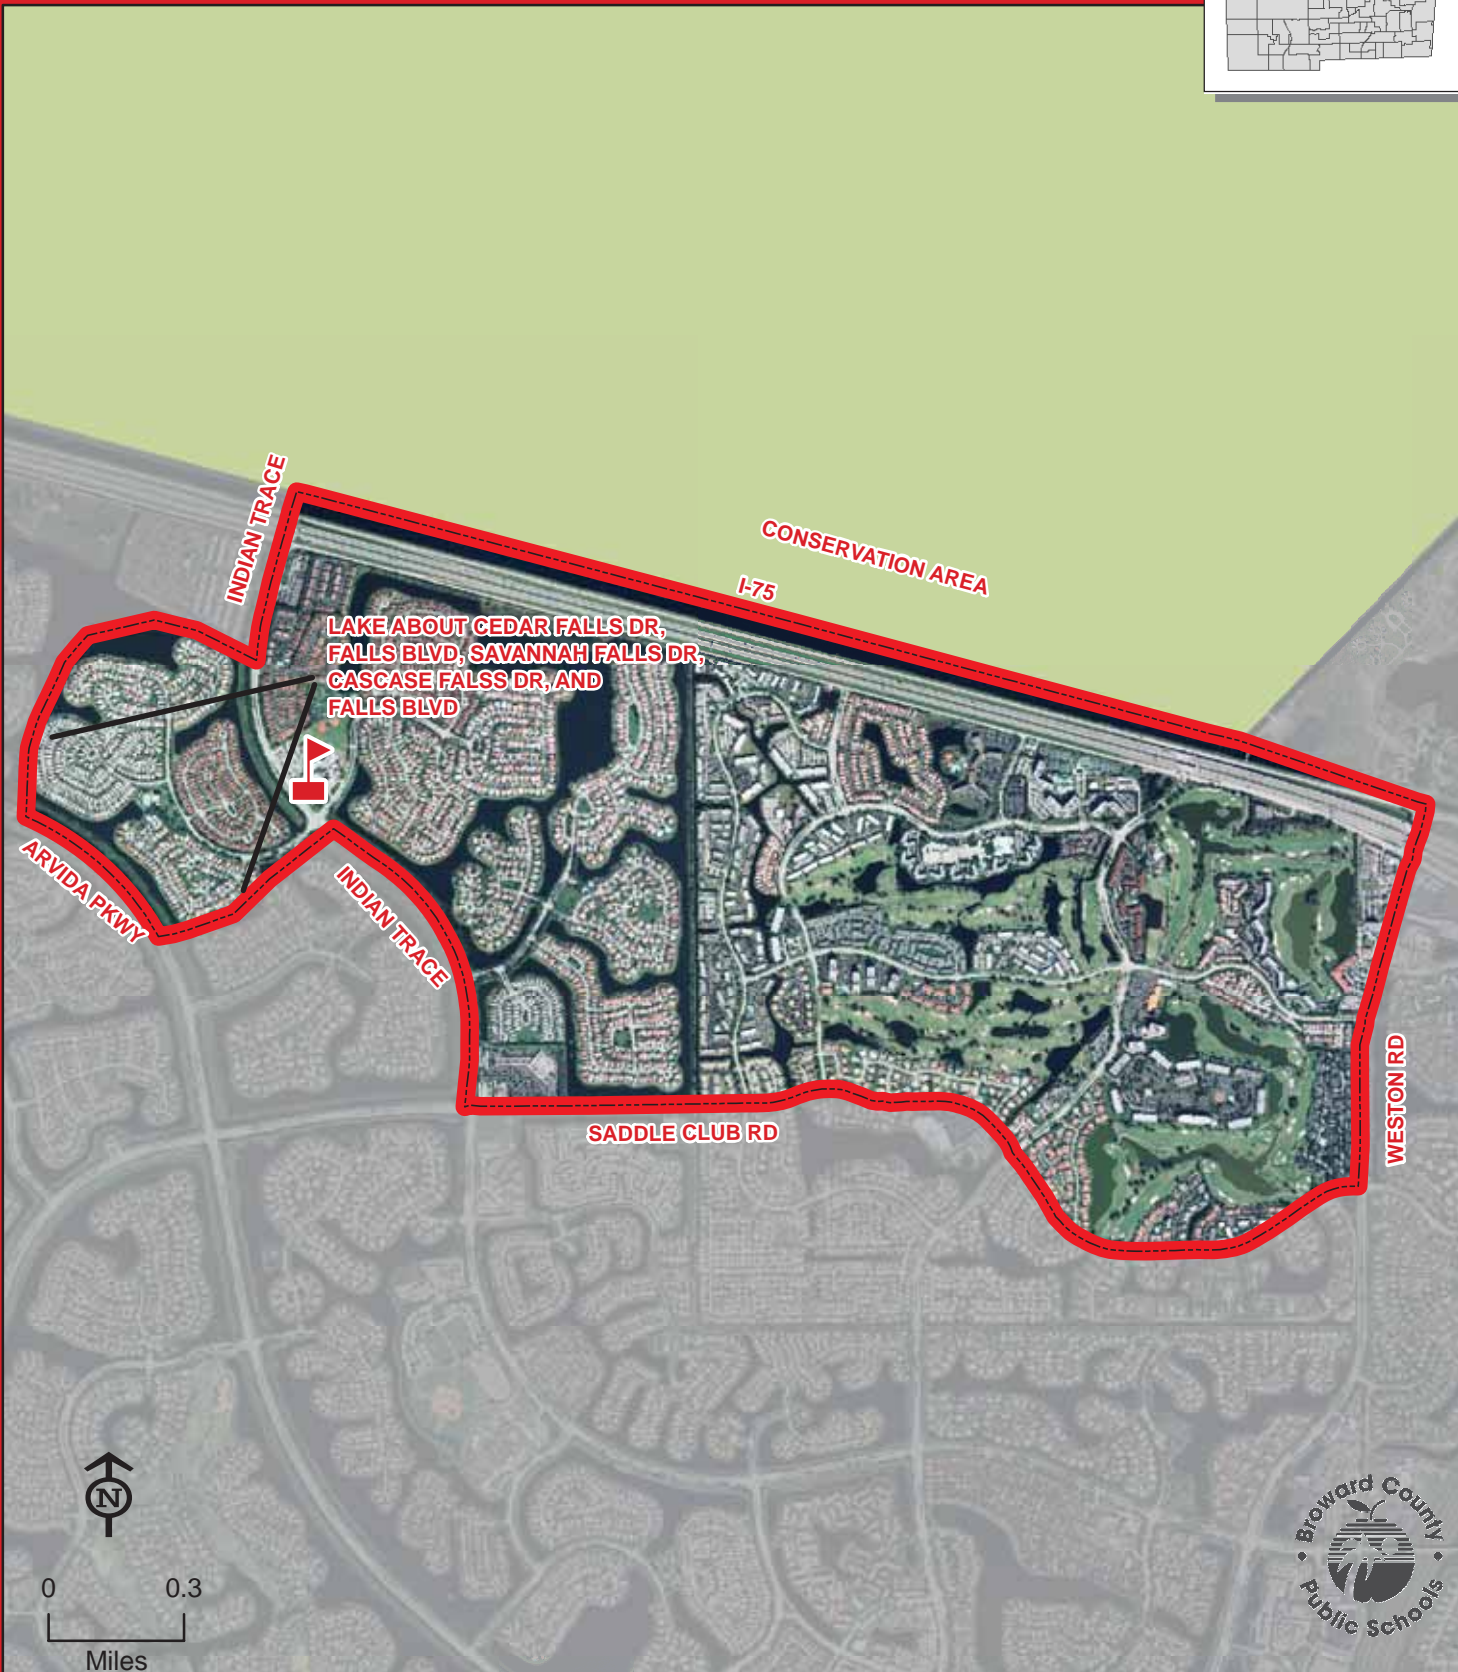 INDIAN TRACE
CONSERVATION AREA
I-75
LAKE ABOUT CEDAR FALLS DR,
FALLS BLVD, SAVANNAH FALLS DR,
CASCASE FALSS DR, AND
FALLS BLVD
ARVIDA PKWY
INDIAN TRACE
SADDLE CLUB RD
WESTON RD
N
0 0.3
Miles
Broward County
Public Schools